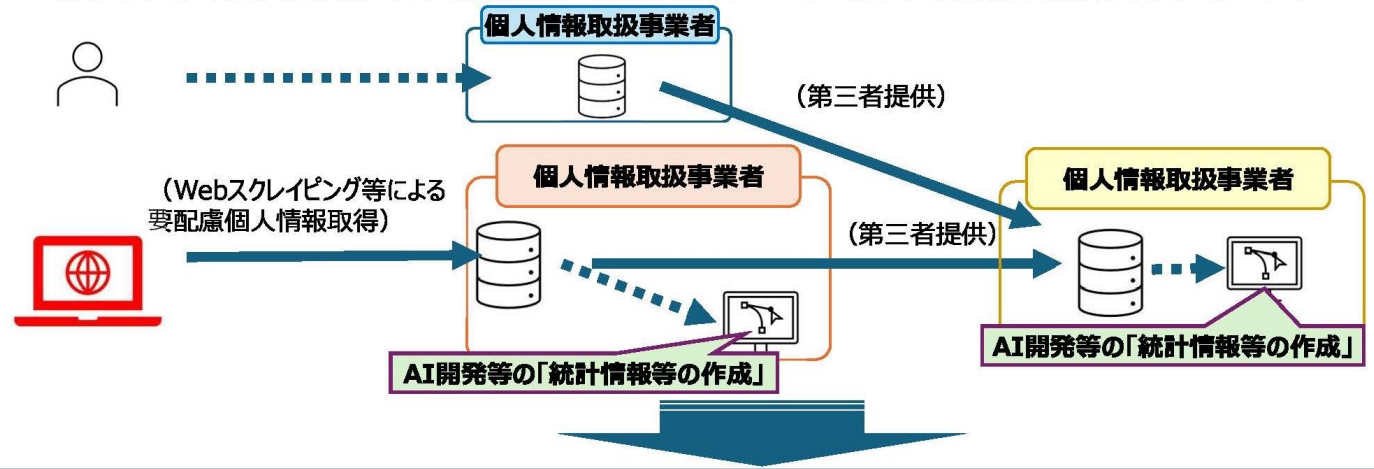 個人情報取扱事業者
（第三者提供）
個人情報取扱事業者
個人情報取扱事業者
（Webスクレイピング等による
要配慮個人情報取得）
（第三者提供）
AI開発等の「統計情報等の作成」
AI開発等の「統計情報等の作成」